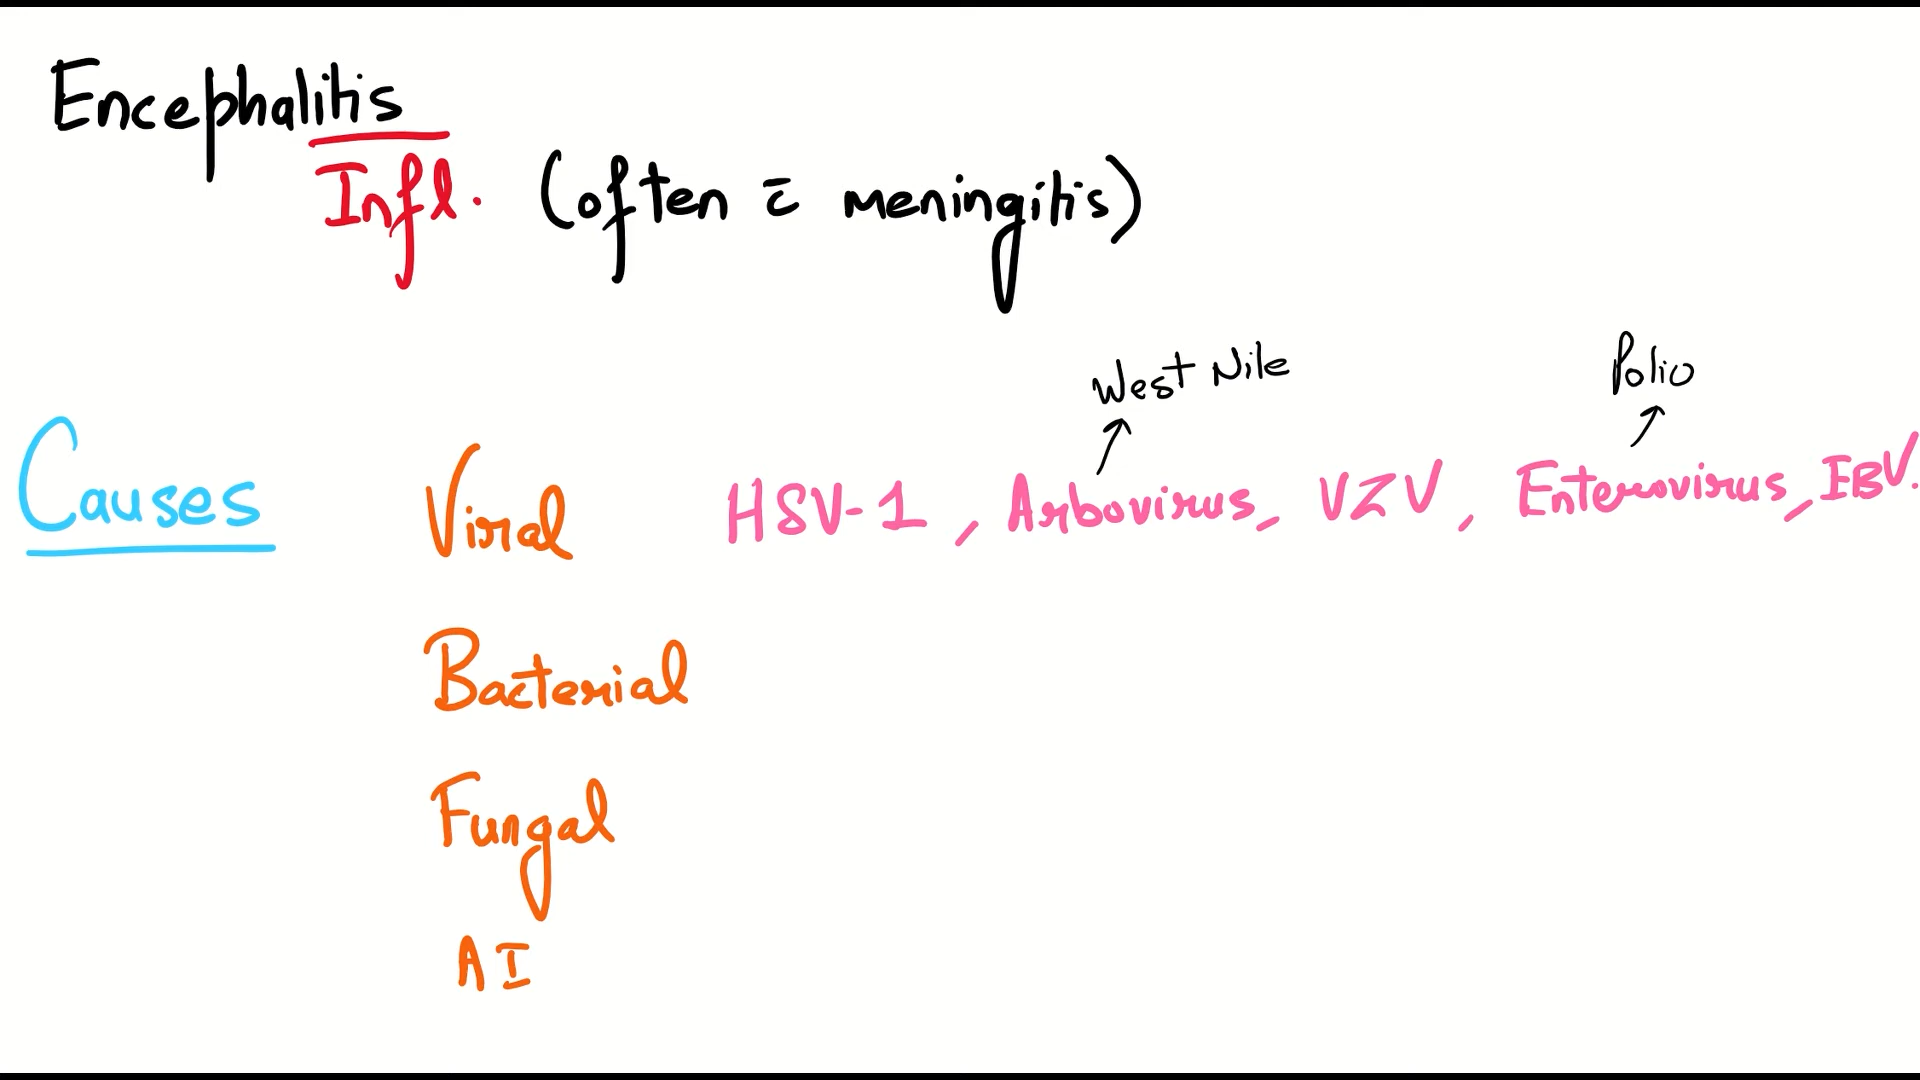 Encephalitis
Infl. (often c̄ meningitis)
West Nile
Polio
Causes
Viral HSV-1, Arbovirus, VZV, Enterovirus, EBV.
Bacterial
Fungal
AI